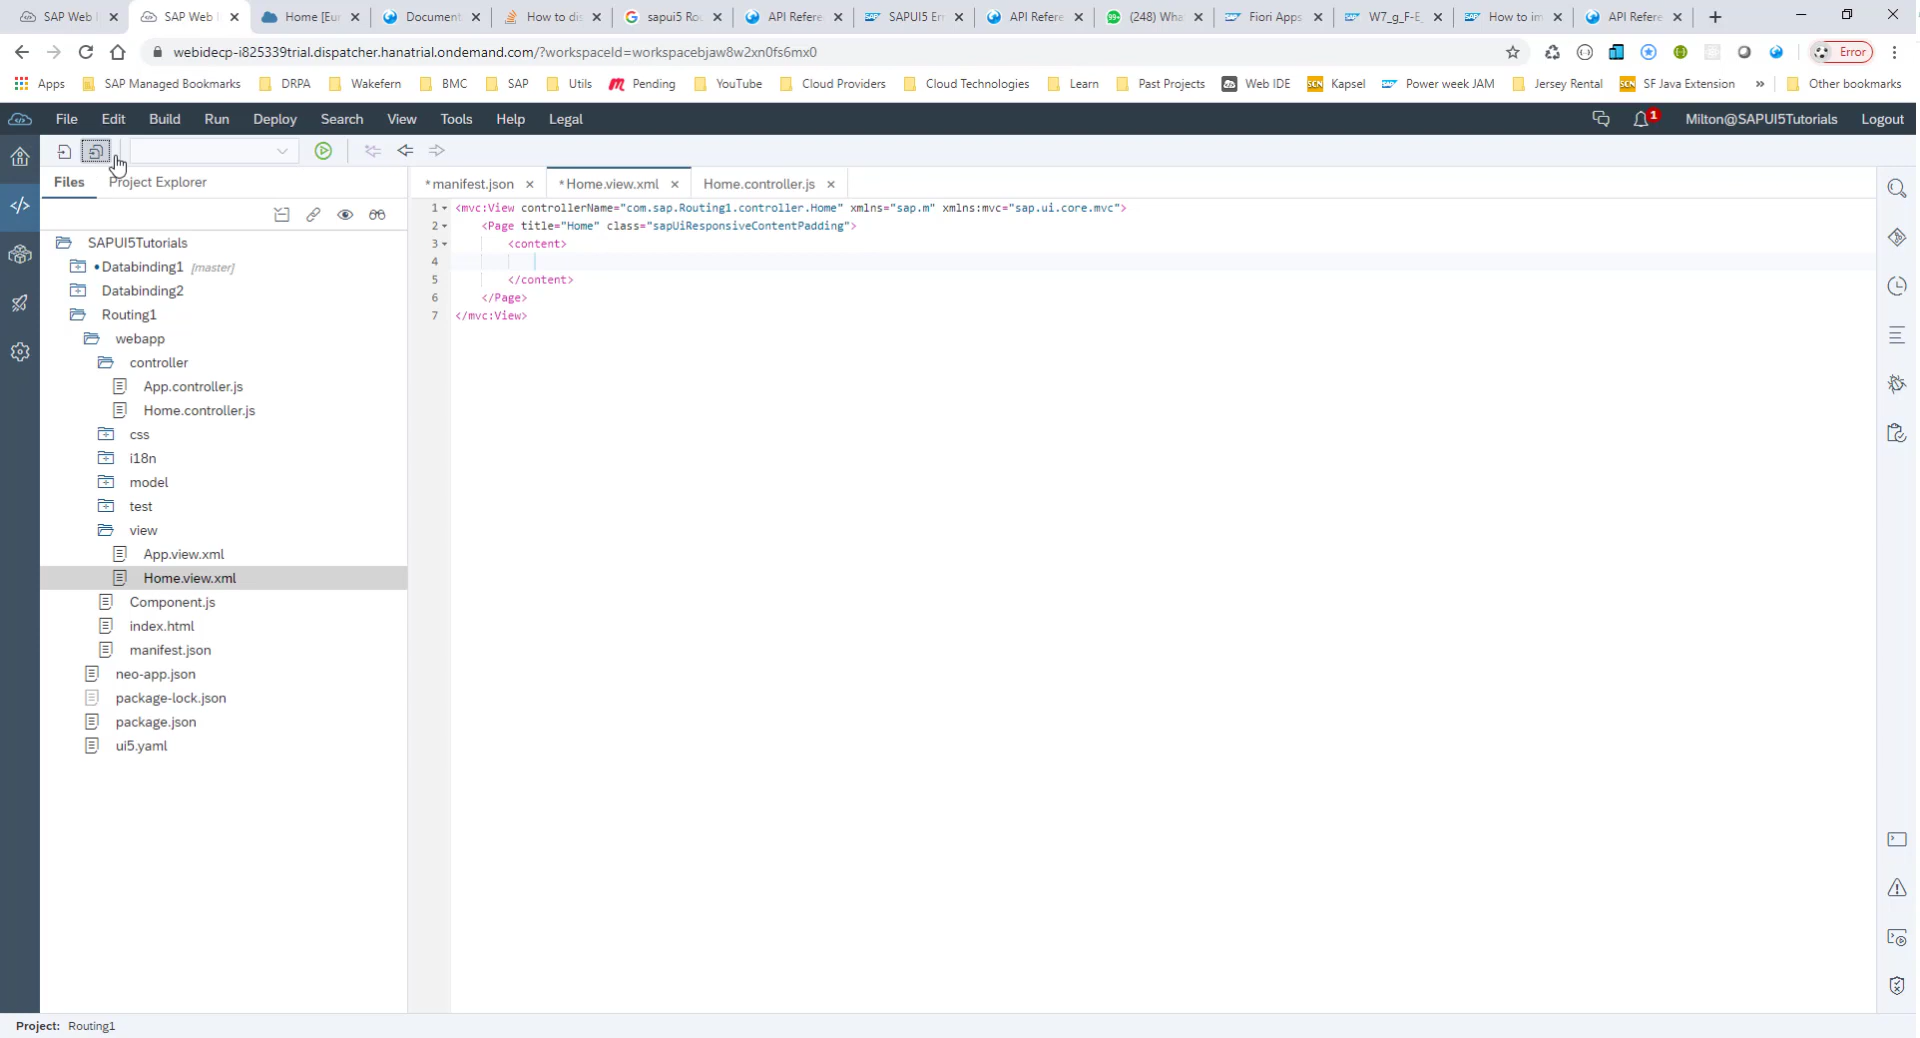 SAP Web I
SAP Web I
Home [Eur
Document
How to dis
sapui5 Rou
API Refere
SAPUI5 Err
API Refere
(248) Wha
Fiori Apps
W7_g_F-E_
How to im
API Refere
webidecp-i825339trial.dispatcher.hanatrial.ondemand.com/?workspaceId=workspacebjaw8w2xn0fs6mx0
Error
Apps
SAP Managed Bookmarks
DRPA
Wakefern
BMC
SAP
Utils
Pending
YouTube
Cloud Providers
Cloud Technologies
Learn
Past Projects
Web IDE
Kapsel
Power week JAM
Jersey Rental
SF Java Extension
»
Other bookmarks
File
Edit
Build
Run
Deploy
Search
View
Tools
Help
Legal
1
Milton@SAPUI5Tutorials
Logout
Files
Project Explorer
*manifest.json
*Home.view.xml
Home.controller.js
SAPUI5Tutorials
Databinding1 [master]
Databinding2
Routing1
webapp
controller
App.controller.js
Home.controller.js
css
i18n
model
test
view
App.view.xml
Home.view.xml
Component.js
index.html
manifest.json
neo-app.json
package-lock.json
package.json
ui5.yaml
1 <mvc:View controllerName="com.sap.Routing1.controller.Home" xmlns="sap.m" xmlns:mvc="sap.ui.core.mvc">
2 <Page title="Home" class="sapUiResponsiveContentPadding">
3 <content>
4
5 </content>
6 </Page>
7 </mvc:View>
Project: Routing1